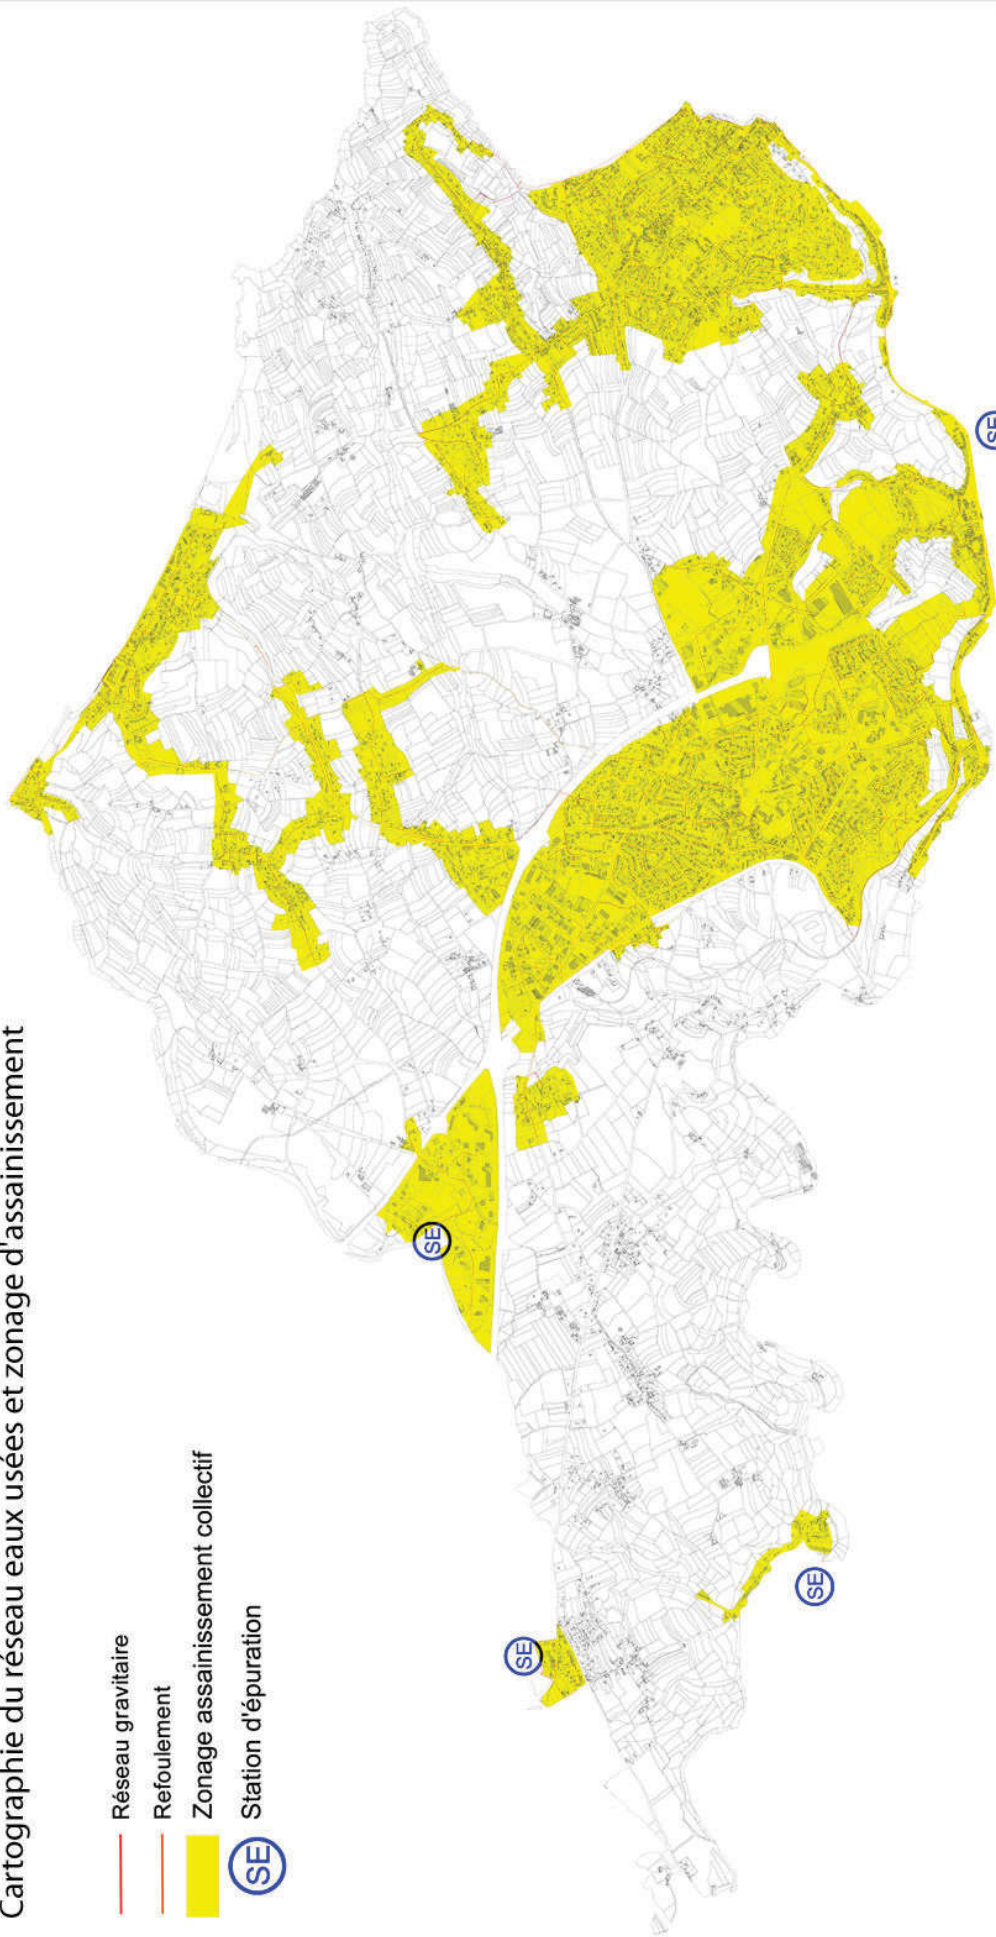 Cartographie du réseau eaux usées et zonage d'assainissement
Réseau gravitaire
Refoulement
Zonage assainissement collectif
SE Station d'épuration
SE
SE
SE
SE